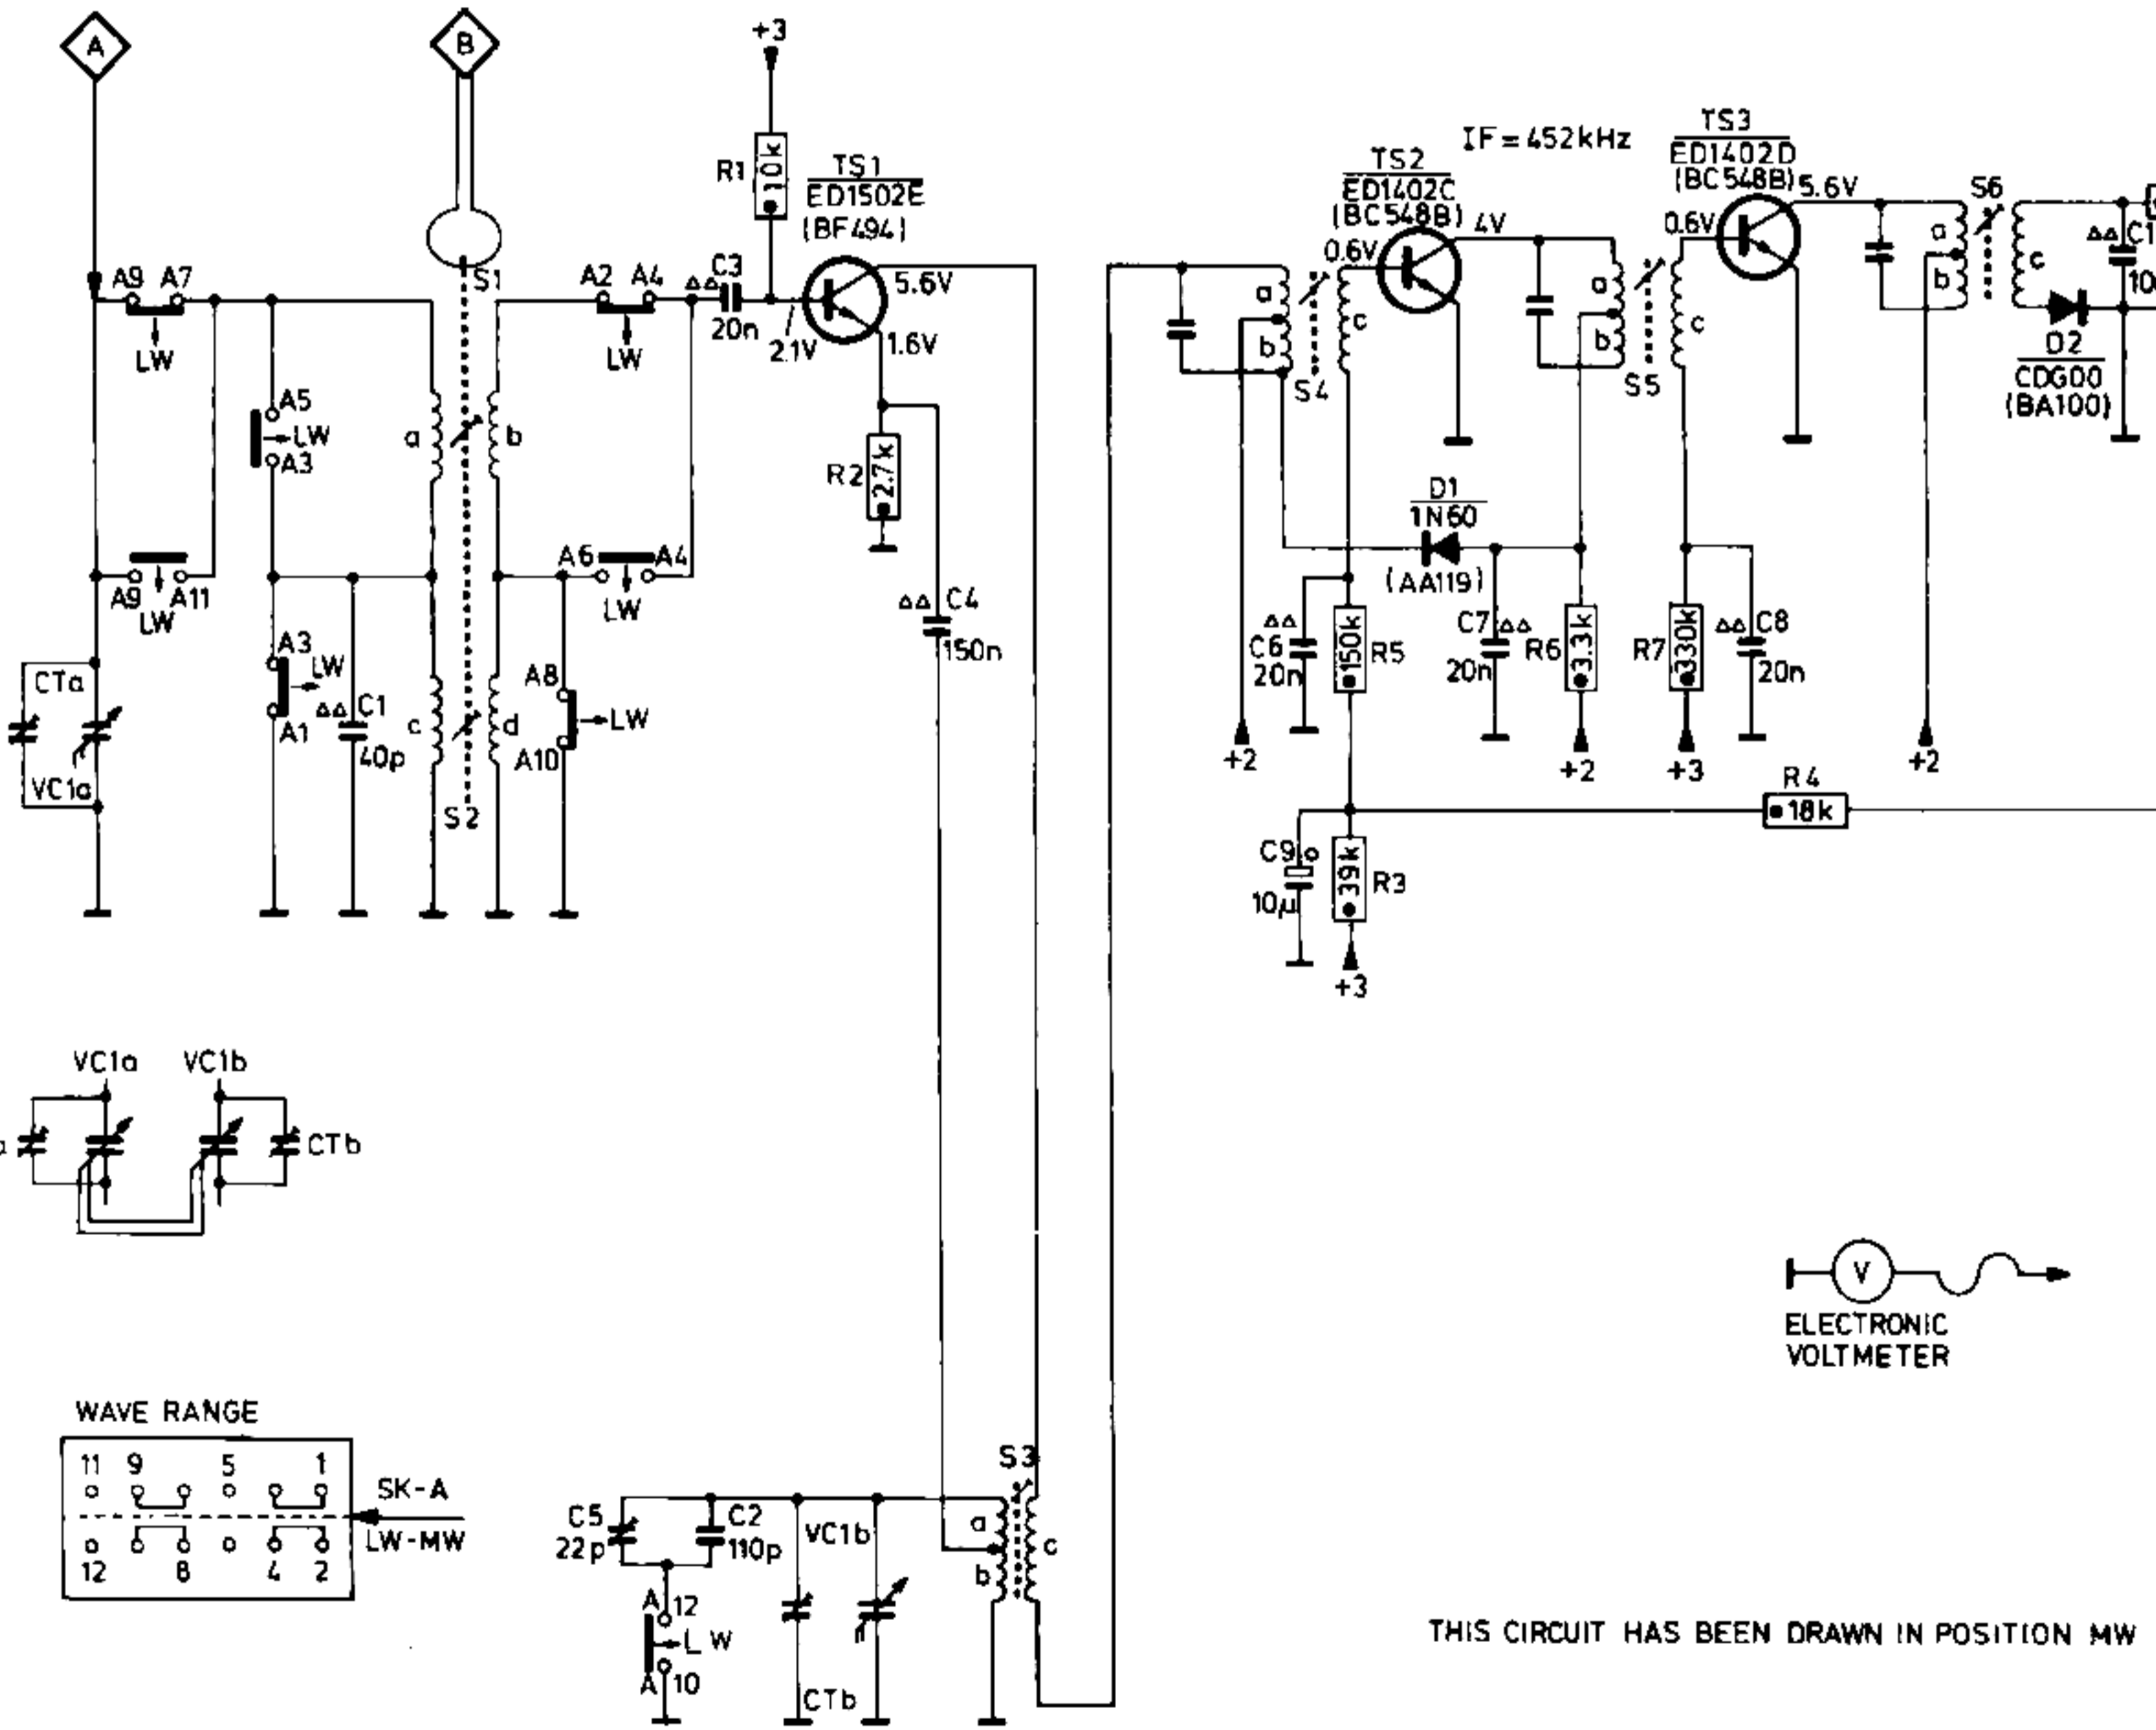 A
B
+3
R1
10k
TS1
ED1502E
(BF494)
IF = 452kHz
TS2
ED1402C
(BC548B)
4V
0.6V
TS3
ED1402D
(BC548B)
5.6V
0.6V
S6
a
b
c
C1
10
D2
CDG00
(BA100)
A9 A7
LW
A5
LW
A3
S1
a
b
A2 A4
LW
C3
20n
2.1V
5.6V
1.6V
R2
2.7k
a
b
c
S4
a
b
c
S5
D1
1N60
(AA119)
A9 A11
LW
A6 A4
LW
C4
150n
C6
20n
150k
R5
C7
20n
R6
3.3k
R7
330k
C8
20n
CTa
VC1a
A3
LW
A1
C1
40p
c
d
S2
A8
LW
A10
+2
+2
+3
+2
R4
18k
C9
10µ
39k
R3
+3
VC1a VC1b
a
CTb
V
ELECTRONIC
VOLTMETER
WAVE RANGE
11 9 5 1
12 8 4 2
SK-A
LW-MW
C5
22p
C2
110p
VC1b
S3
a
b
c
A 12
LW
A 10
CTb
THIS CIRCUIT HAS BEEN DRAWN IN POSITION MW